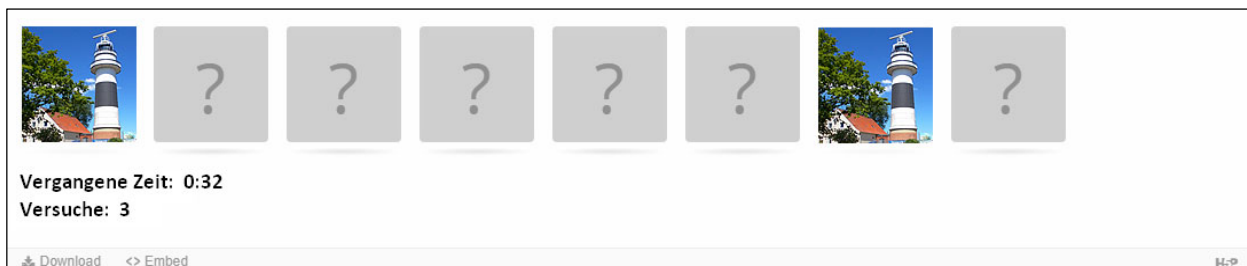 ? ? ? ? ? ?
Vergangene Zeit: 0:32
Versuche: 3
Download <> Embed
H-P